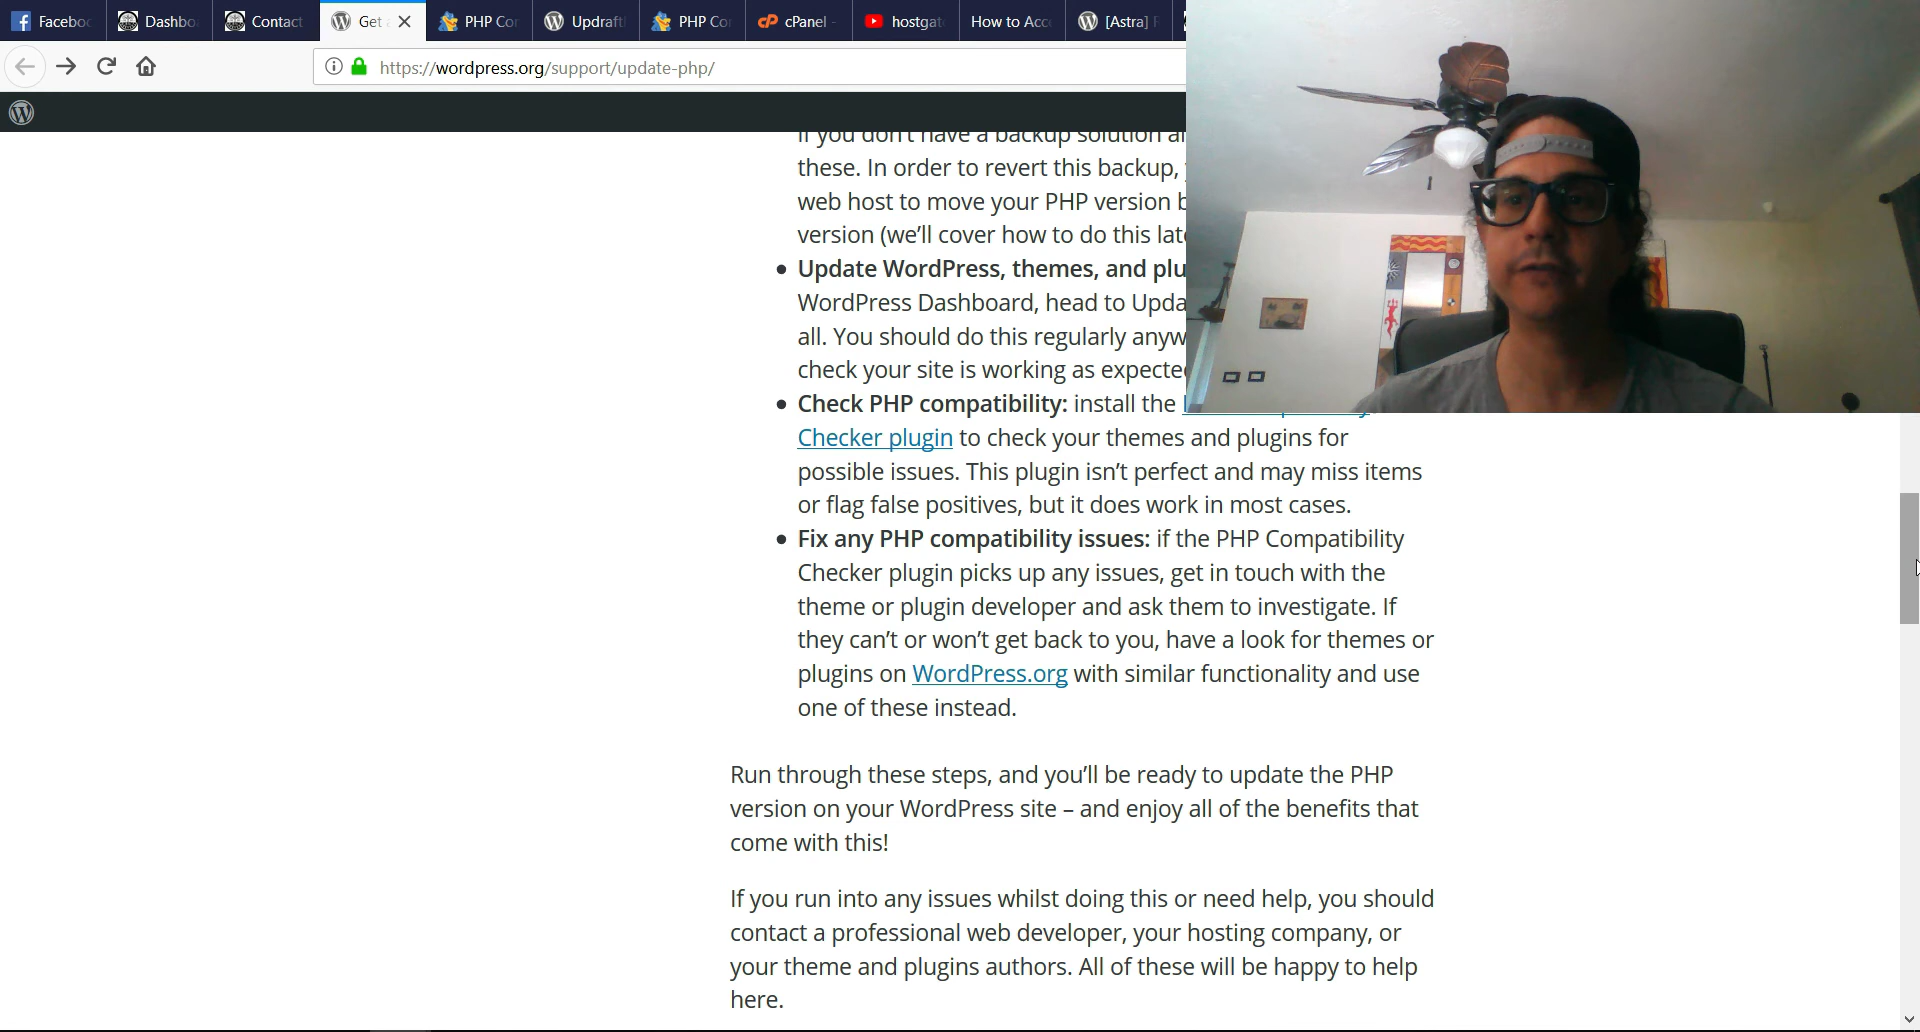 Facebo
Dashbo
Contact
Get
PHP Co
Updraft
PHP Co
cPanel -
hostgat
How to Acc
[Astra]
https://wordpress.org/support/update-php/
If you don't have a backup solution
these. In order to revert this backup,
web host to move your PHP version
version (we'll cover how to do this
Update WordPress, themes, and
WordPress Dashboard, head to
all. You should do this regularly
check your site is working as
Check PHP compatibility: install the
Checker plugin to check your themes and plugins for
possible issues. This plugin isn't perfect and may miss items
or flag false positives, but it does work in most cases.
Fix any PHP compatibility issues: if the PHP Compatibility
Checker plugin picks up any issues, get in touch with the
theme or plugin developer and ask them to investigate. If
they can't or won't get back to you, have a look for themes or
plugins on WordPress.org with similar functionality and use
one of these instead.
Run through these steps, and you'll be ready to update the PHP
version on your WordPress site – and enjoy all of the benefits that
come with this!
If you run into any issues whilst doing this or need help, you should
contact a professional web developer, your hosting company, or
your theme and plugins authors. All of these will be happy to help
here.